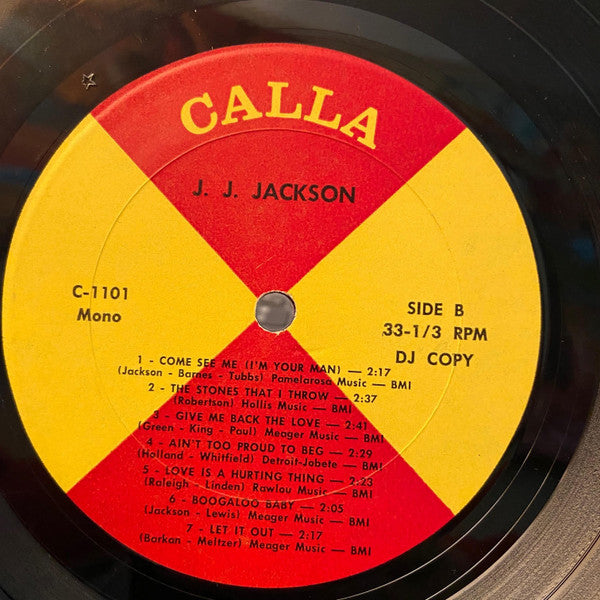 CALLA
J. J. JACKSON
C-1101
Mono
SIDE B
33-1/3 RPM
DJ COPY
1 - COME SEE ME (I'M YOUR MAN) — 2:17
(Jackson - Barnes - Tubbs) Pamelarosa Music — BMI
2 - THE STONES THAT I THROW — 2:37
(Robertson) Hollis Music — BMI
3 - GIVE ME BACK THE LOVE — 2:41
(Green - King - Paul) Meager Music — BMI
4 - AIN'T TOO PROUD TO BEG — 2:29
(Holland - Whitfield) Detroit-Jobete — BMI
5 - LOVE IS A HURTING THING — 2:23
(Raleigh - Linden) Rawlou Music — BMI
6 - BOOGALOO BABY — 2:05
(Jackson - Lewis) Meager Music — BMI
7 - LET IT OUT — 2:17
(Barkan - Meltzer) Meager Music — BMI